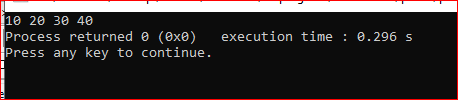 10 20 30 40
Process returned 0 (0x0)   execution time : 0.296 s
Press any key to continue.